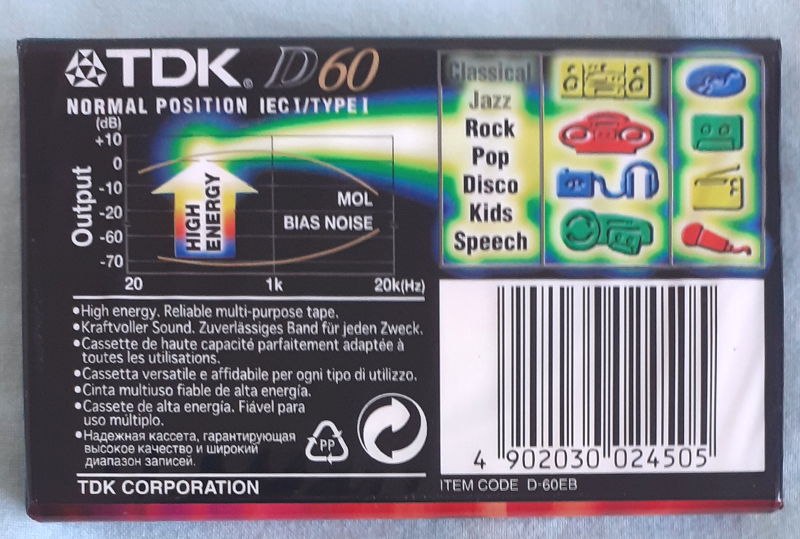 TDK® D60
NORMAL POSITION IEC I/TYPE I
(dB)
+10
0
-10
-20
-60
-70
Output
HIGH
ENERGY
MOL
BIAS NOISE
20 1k 20k(Hz)
Classical
Jazz
Rock
Pop
Disco
Kids
Speech
•High energy. Reliable multi-purpose tape.
•Kraftvoller Sound. Zuverlässiges Band für jeden Zweck.
•Cassette de haute capacité parfaitement adaptée à
toutes les utilisations.
•Cassetta versatile e affidabile per ogni tipo di utilizzo.
•Cinta multiuso fiable de alta energía.
•Cassete de alta energía. Fiável para
uso múltiplo.
•Надежная кассета, гарантирующая
высокое качество и широкий
диапазон записей.
PP
TDK CORPORATION
4 902030 024505
ITEM CODE D-60EB